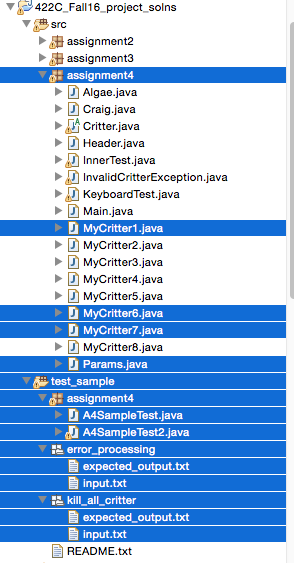 422C_Fall16_project_solns
src
assignment2
assignment3
assignment4
Algae.java
Craig.java
Critter.java
Header.java
InnerTest.java
InvalidCritterException.java
KeyboardTest.java
Main.java
MyCritter1.java
MyCritter2.java
MyCritter3.java
MyCritter4.java
MyCritter5.java
MyCritter6.java
MyCritter7.java
MyCritter8.java
Params.java
test_sample
assignment4
A4SampleTest.java
A4SampleTest2.java
error_processing
expected_output.txt
input.txt
kill_all_critter
expected_output.txt
input.txt
README.txt